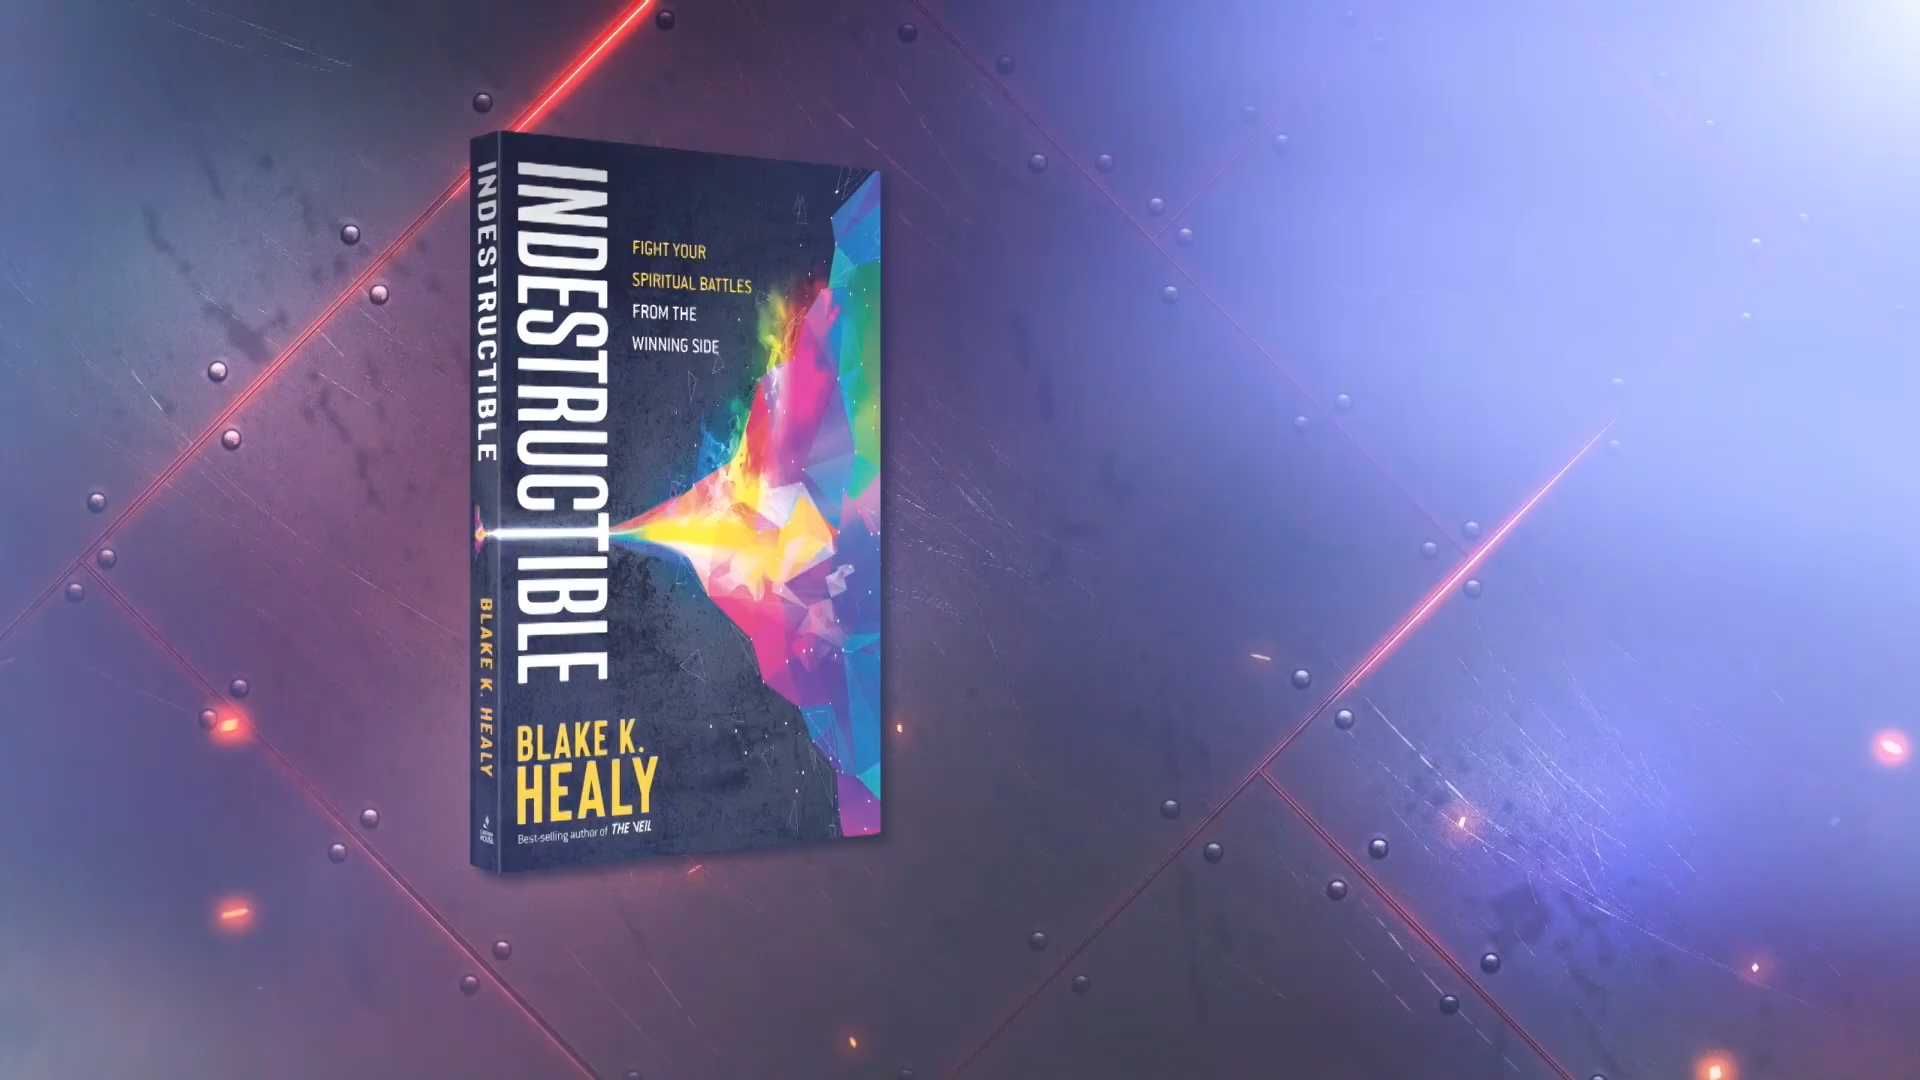 INDESTRUCTIBLE
BLAKE K. HEALY
INDESTRUCTIBLE
FIGHT YOUR
SPIRITUAL BATTLES
FROM THE
WINNING SIDE
BLAKE K.
HEALY
Best-selling author of THE VEIL